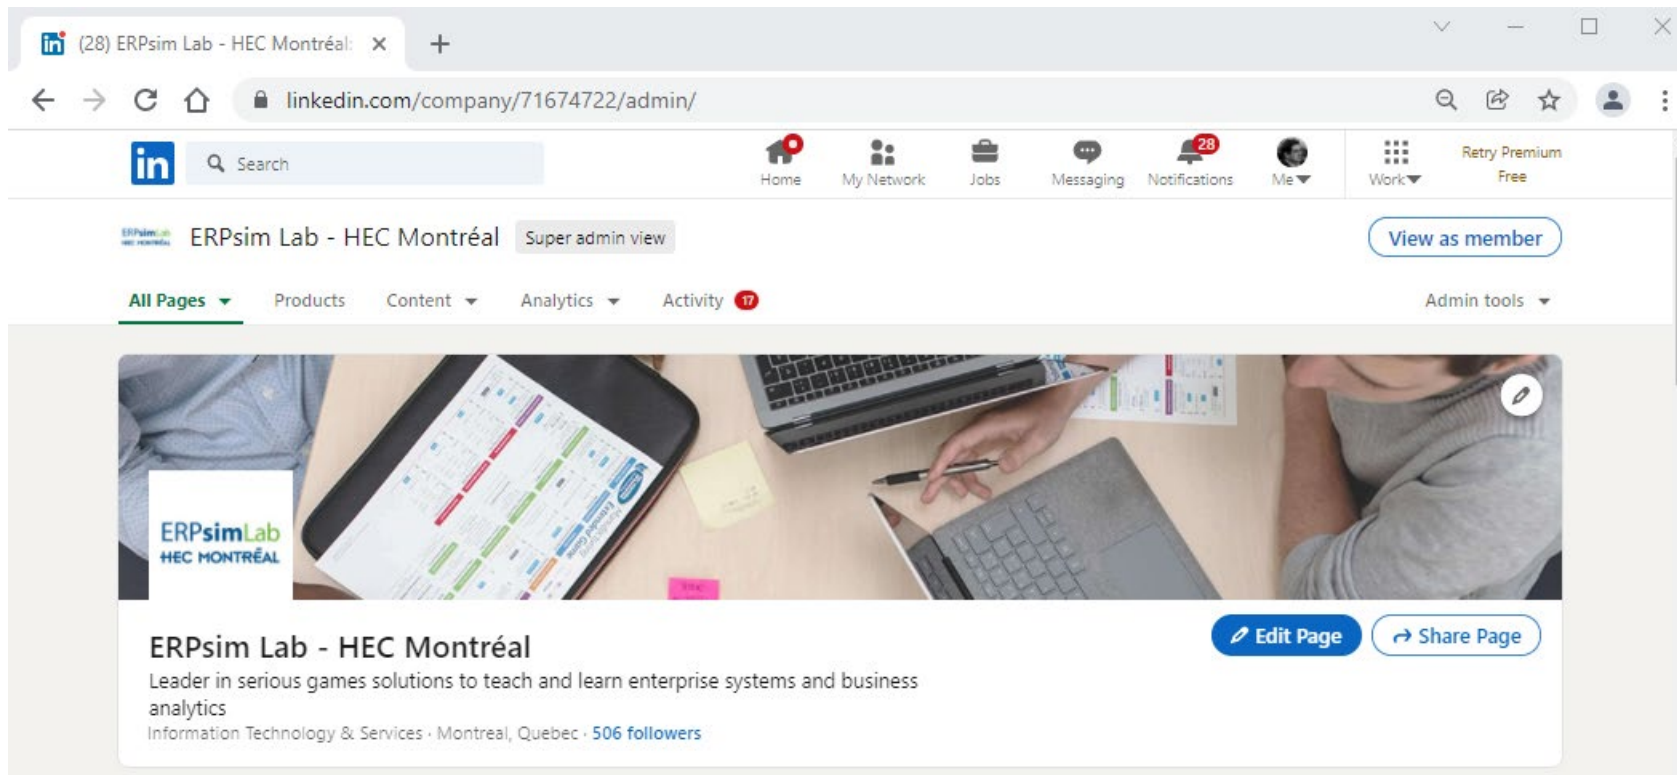 (28) ERPsim Lab - HEC Montréal:
linkedin.com/company/71674722/admin/
in Search
Home My Network Jobs Messaging 28 Notifications Me Work Retry Premium Free
ERPsim Lab - HEC Montréal Super admin view View as member
All Pages Products Content Analytics Activity 17 Admin tools
Extended Game
ERPsimLab
HEC MONTRÉAL
Edit Page Share Page
ERPsim Lab - HEC Montréal
Leader in serious games solutions to teach and learn enterprise systems and business
analytics
Information Technology & Services · Montreal, Quebec · 506 followers